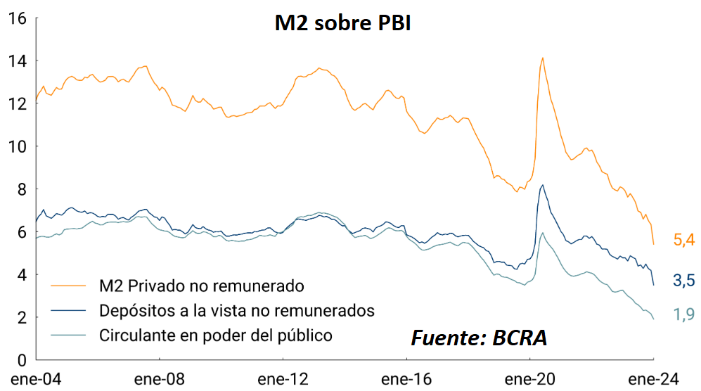 M2 sobre PBI
16
14
12
10
8
6
4
2
0
5,4
3,5
1,9
M2 Privado no remunerado
Depósitos a la vista no remunerados
Circulante en poder del público
Fuente: BCRA
ene-04 ene-08 ene-12 ene-16 ene-20 ene-24